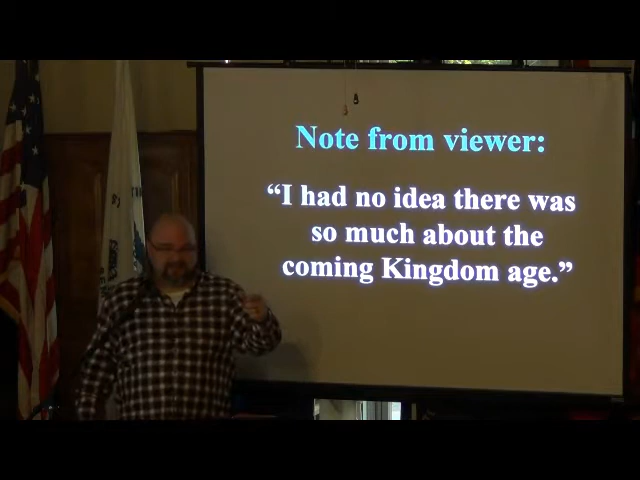 Note from viewer:
“I had no idea there was
so much about the
coming Kingdom age.”